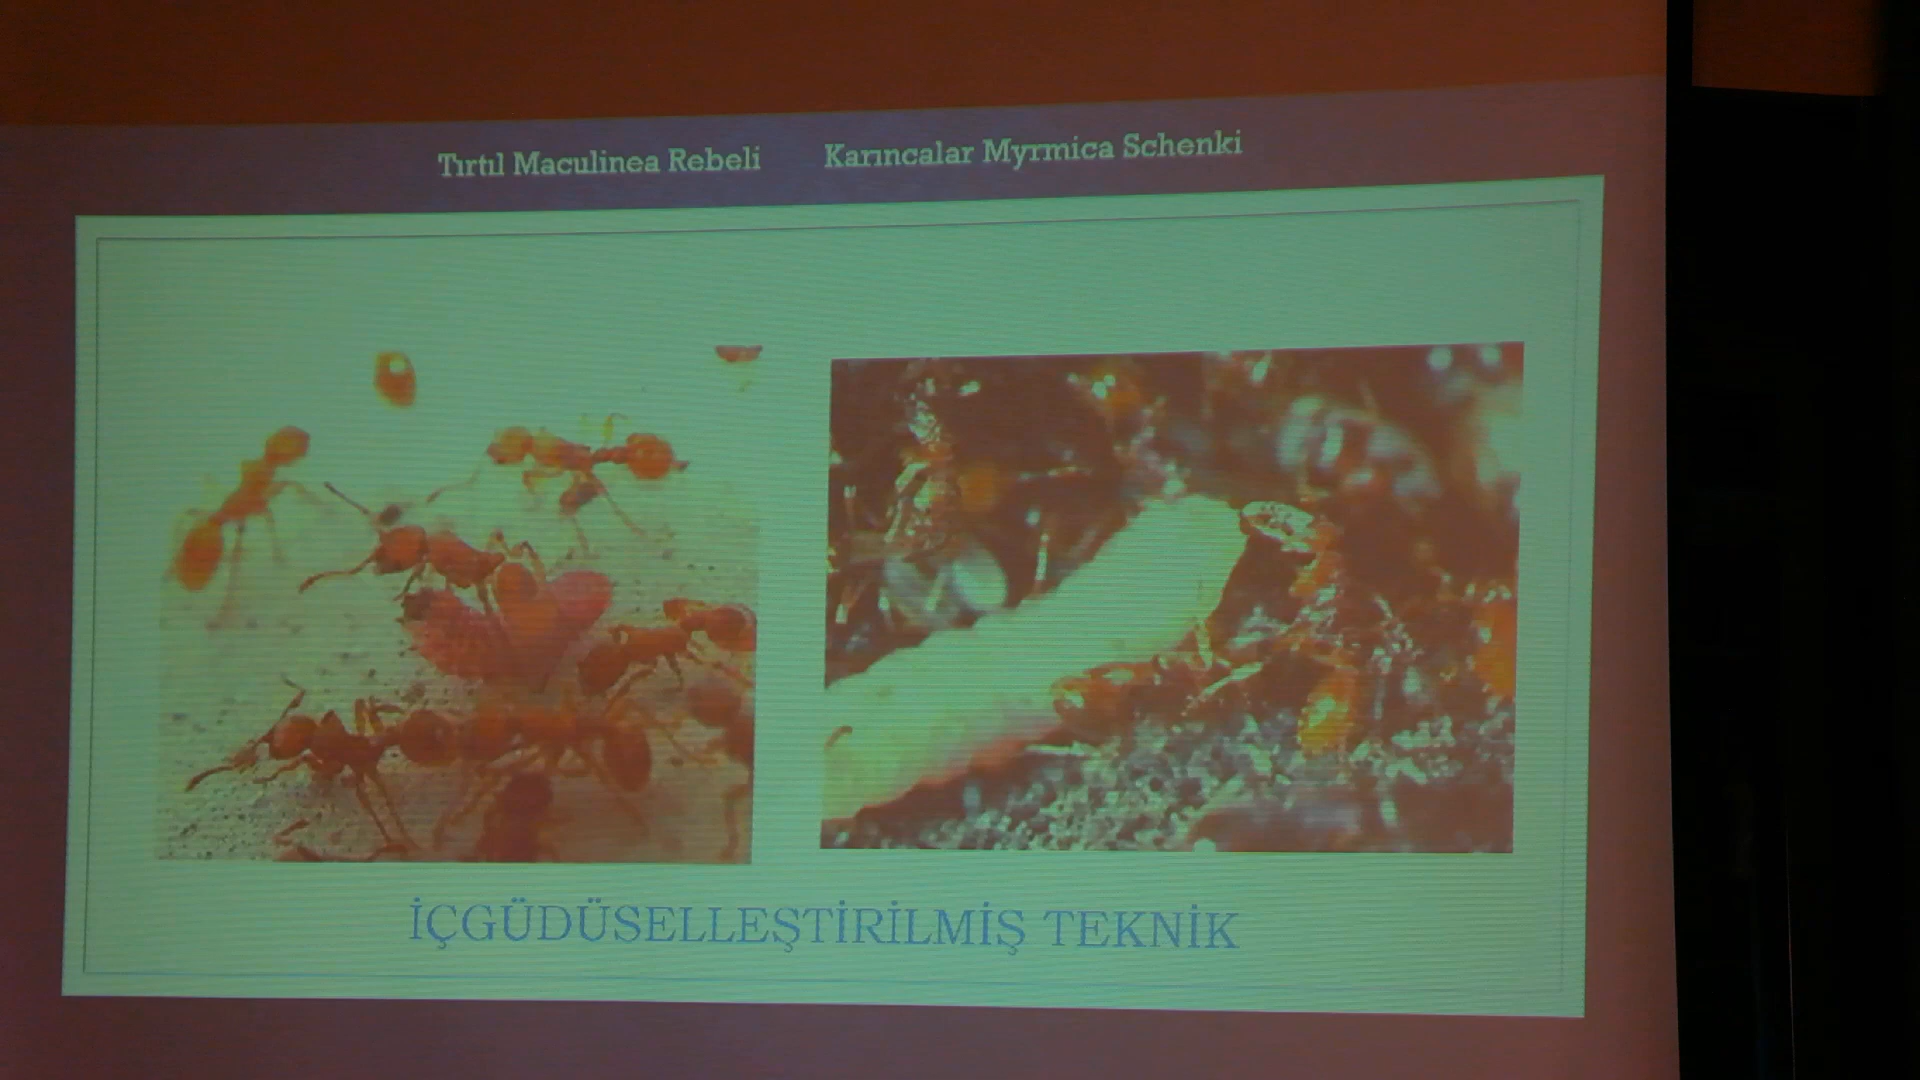 Tırtıl Maculinea Rebeli Karıncalar Myrmica Schenki
İÇGÜDÜSELLEŞTİRİLMİŞ TEKNİK